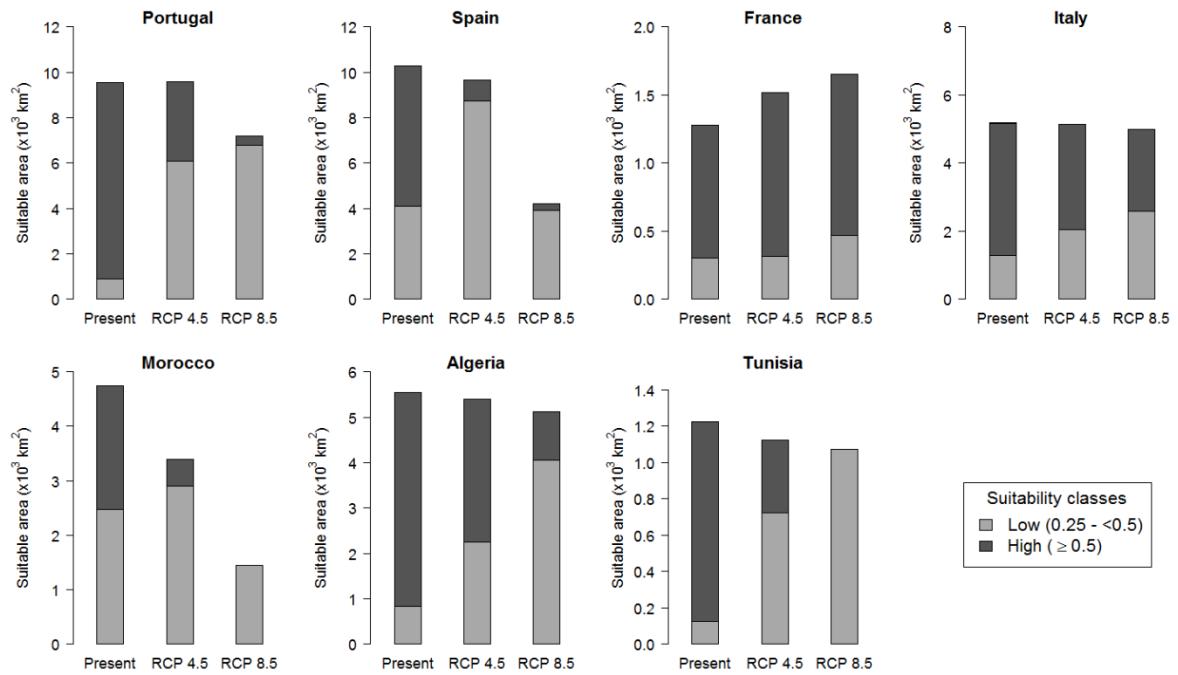 Portugal
Suitable area (x10³ km²)
12
10
8
6
4
2
0
Present RCP 4.5 RCP 8.5
Spain
Suitable area (x10³ km²)
12
10
8
6
4
2
0
Present RCP 4.5 RCP 8.5
France
Suitable area (x10³ km²)
2.0
1.5
1.0
0.5
0.0
Present RCP 4.5 RCP 8.5
Italy
Suitable area (x10³ km²)
8
6
4
2
0
Present RCP 4.5 RCP 8.5
Morocco
Suitable area (x10³ km²)
5
4
3
2
1
0
Present RCP 4.5 RCP 8.5
Algeria
Suitable area (x10³ km²)
6
5
4
3
2
1
0
Present RCP 4.5 RCP 8.5
Tunisia
Suitable area (x10³ km²)
1.4
1.2
1.0
0.8
0.6
0.4
0.2
0.0
Present RCP 4.5 RCP 8.5
Suitability classes
Low (0.25 - <0.5)
High ( ≥ 0.5)